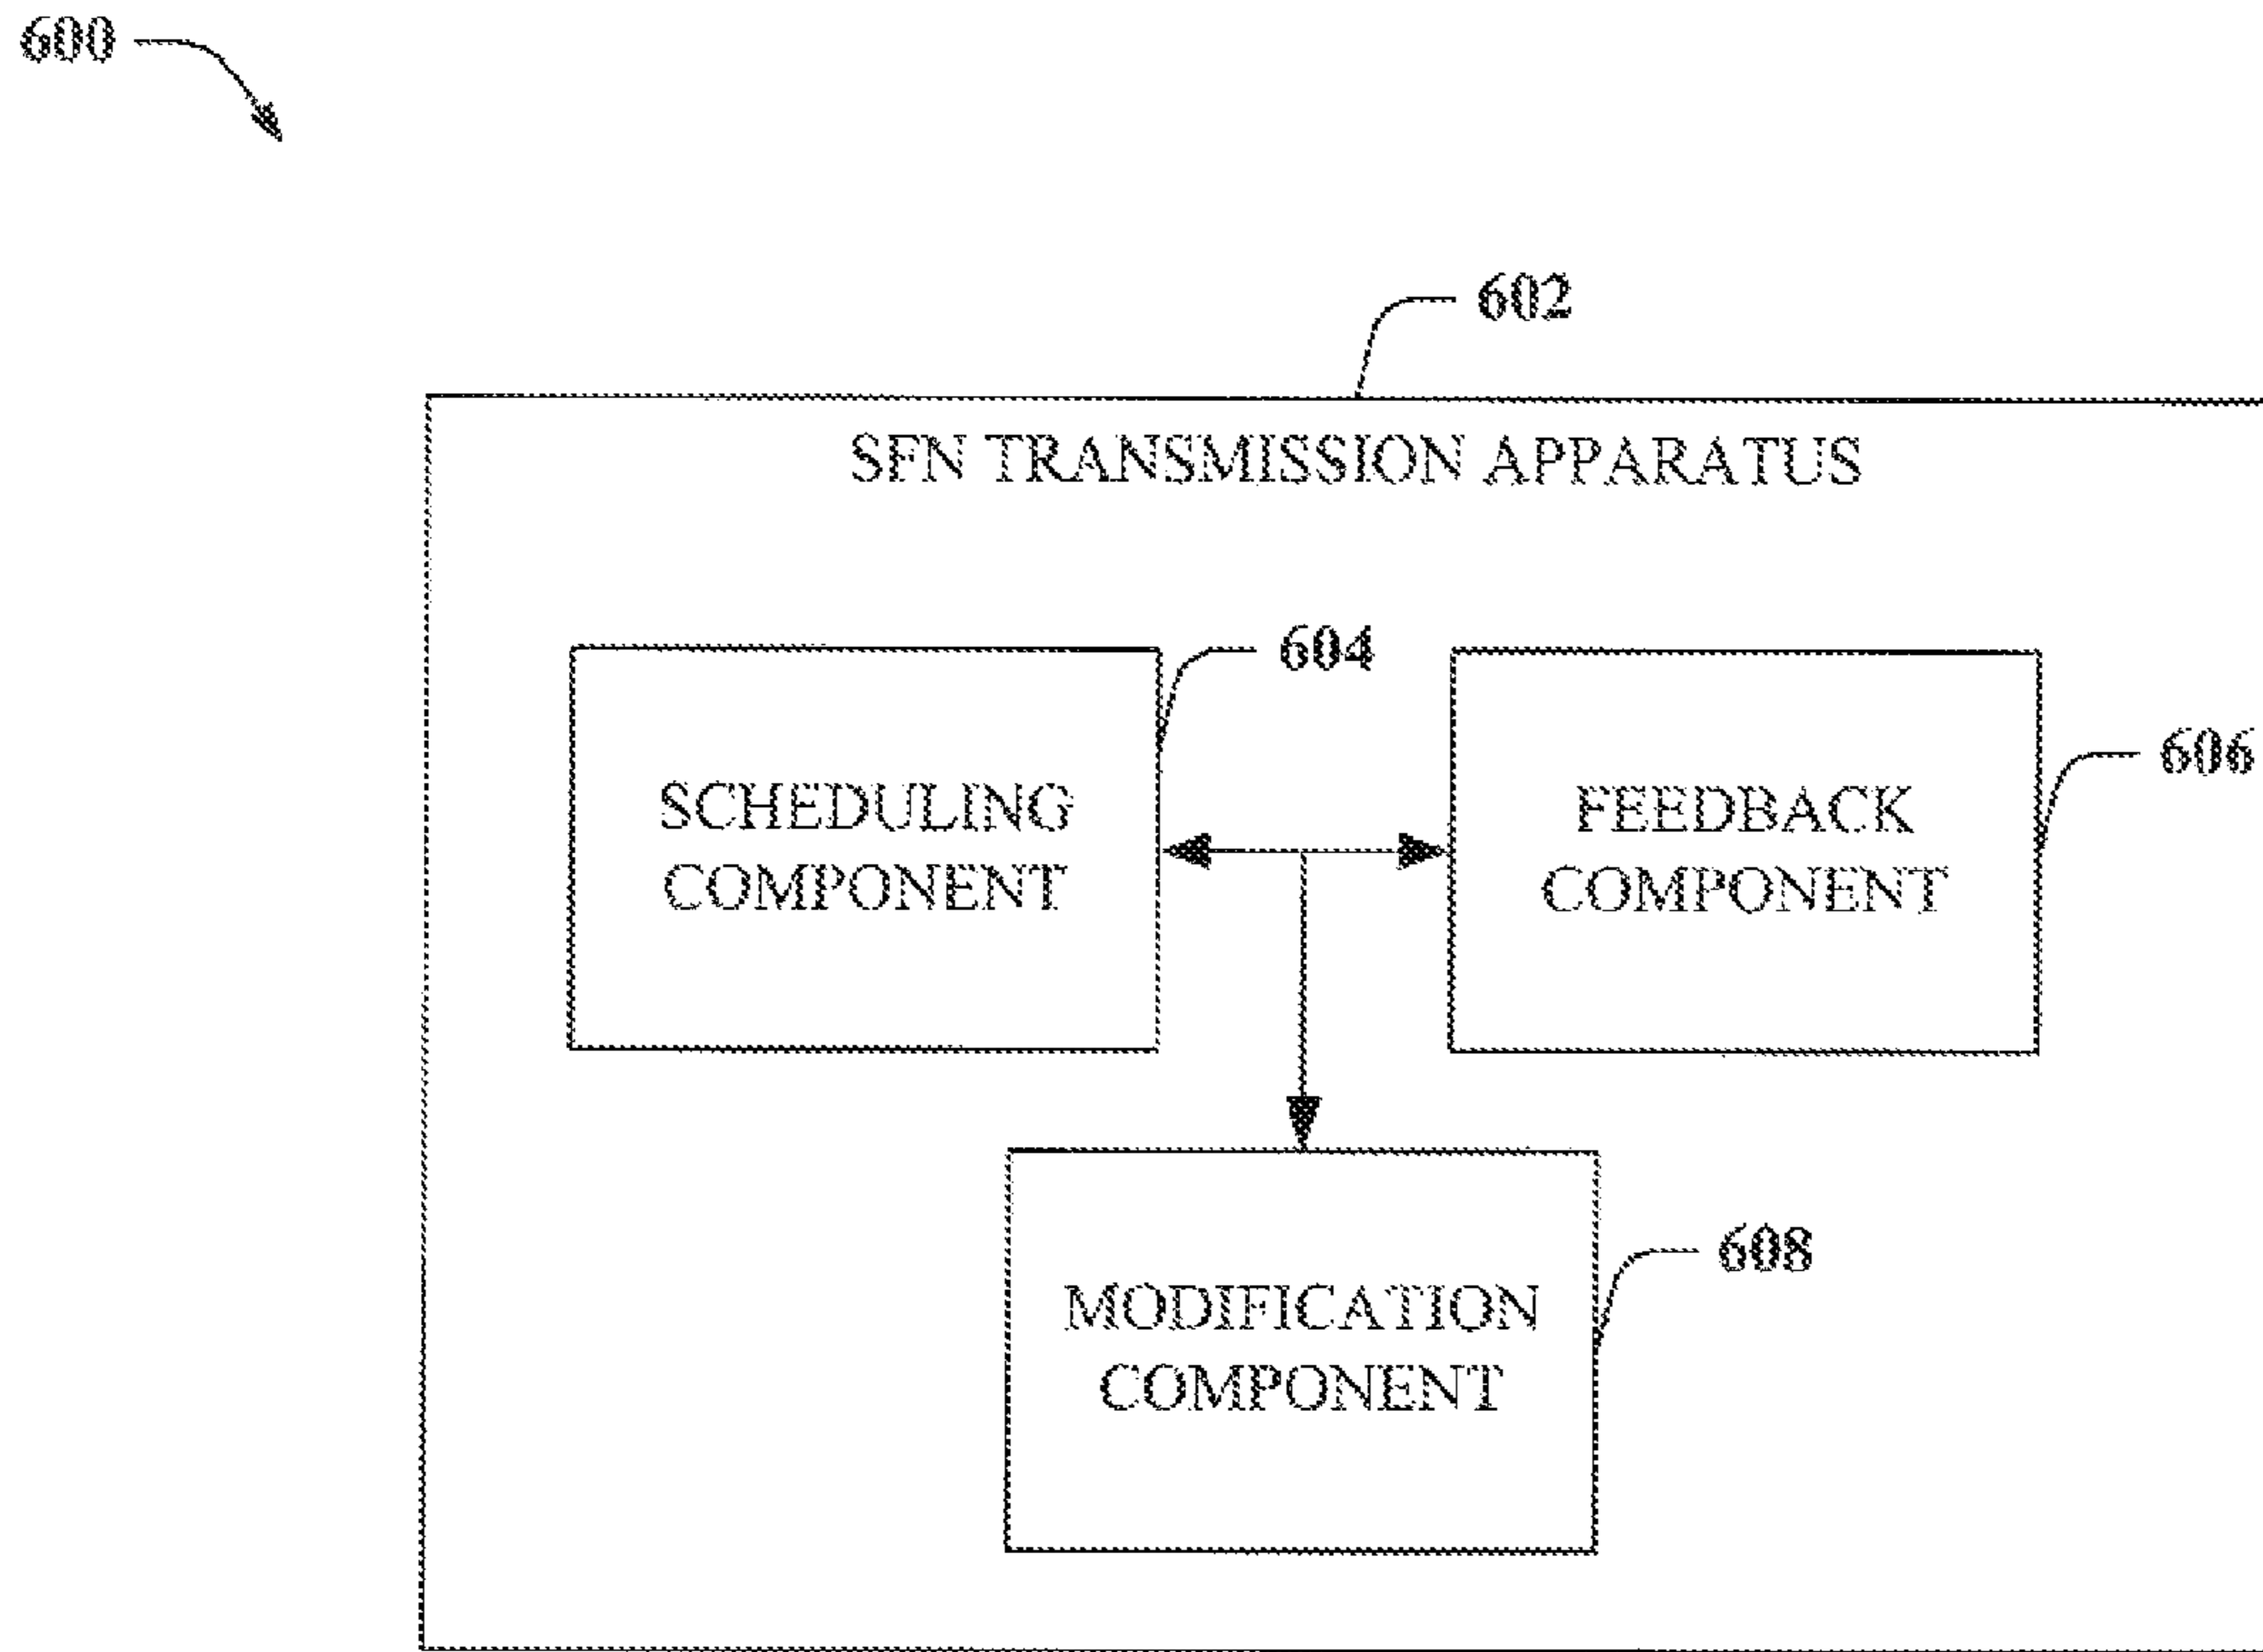 600
602
SFN TRANSMISSION APPARATUS
604
606
SCHEDULING
COMPONENT
FEEDBACK
COMPONENT
608
MODIFICATION
COMPONENT